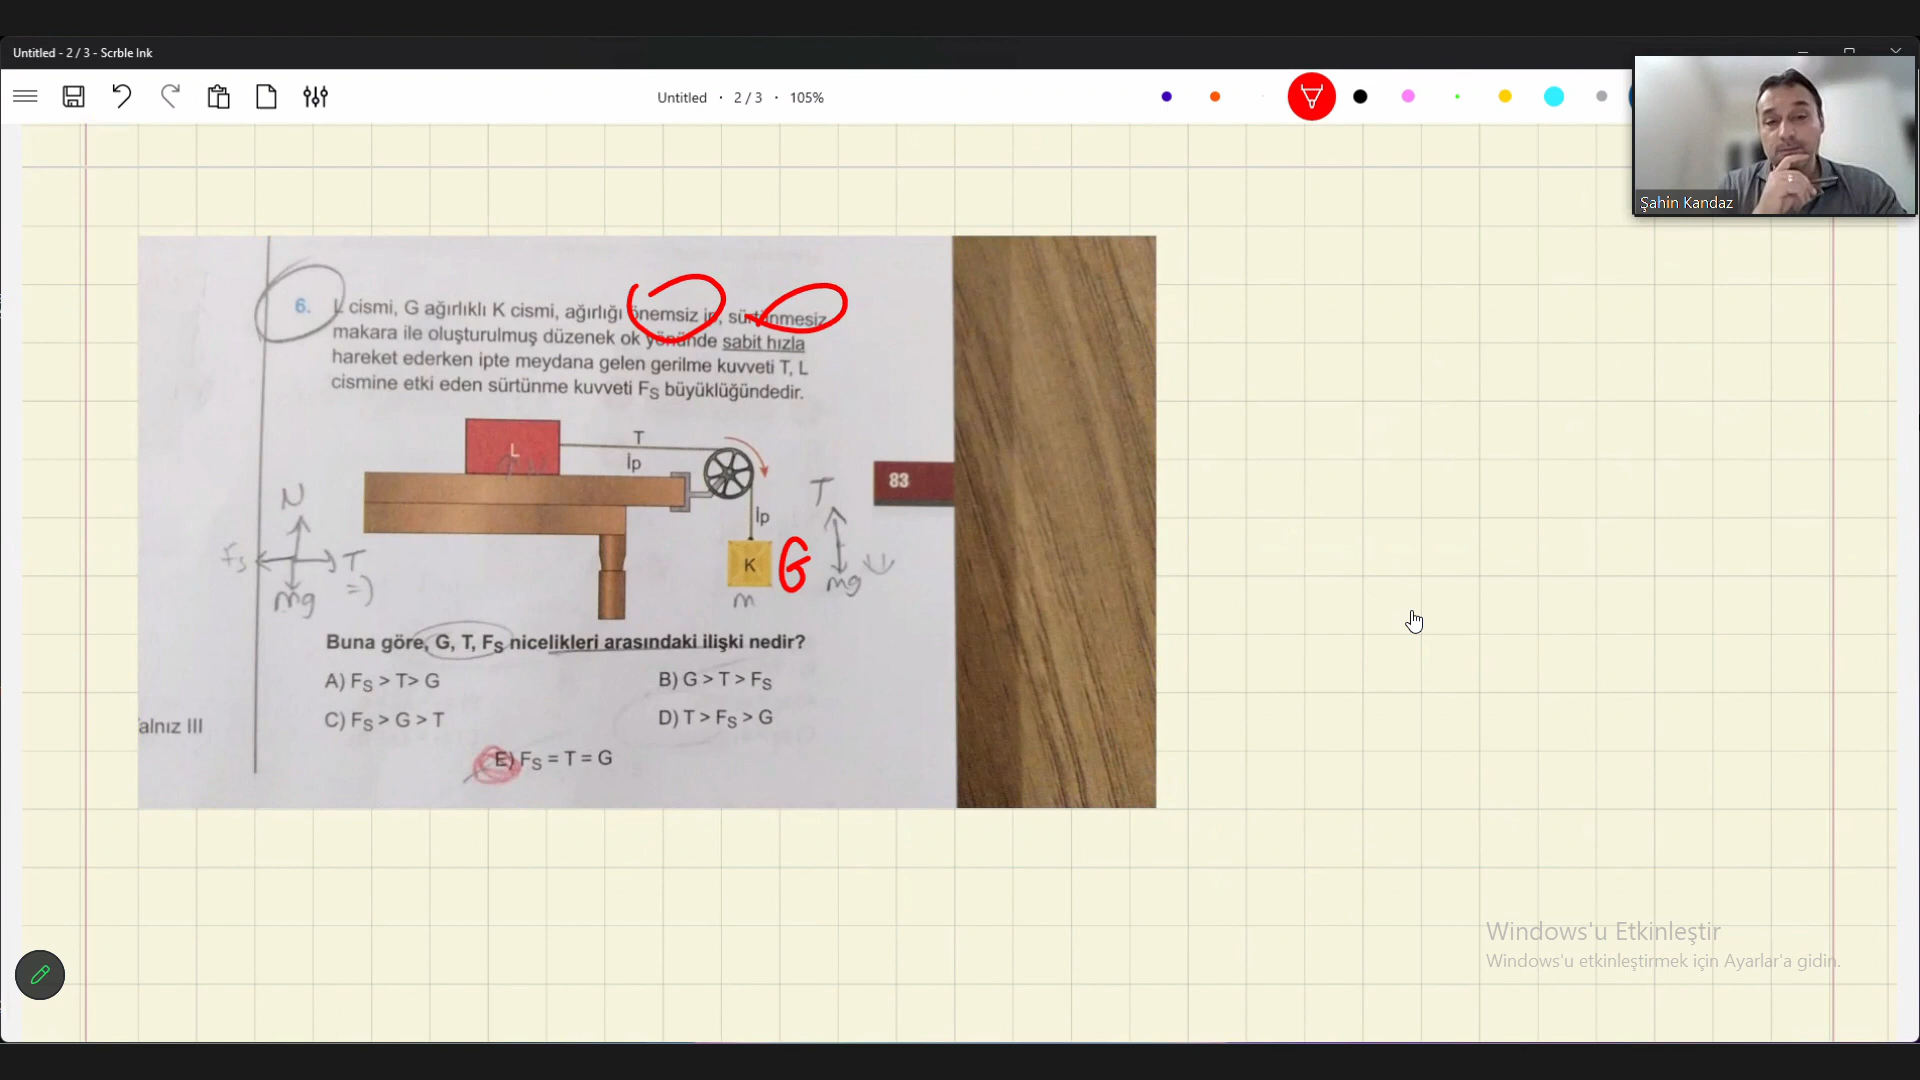 Untitled - 2 / 3 - Scrble Ink
Untitled · 2 / 3 · 105%
Şahin Kandaz
6. L cismi, G ağırlıklı K cismi, ağırlığı önemsiz ip, sürtünmesiz
makara ile oluşturulmuş düzenek ok yönünde sabit hızla
hareket ederken ipte meydana gelen gerilme kuvveti T, L
cismine etki eden sürtünme kuvveti FS büyüklüğündedir.
L
T
İp
83
T
İp
K
G
m
mg
N
Fs
T
=)
mg
Buna göre, G, T, FS nicelikleri arasındaki ilişki nedir?
A) FS > T> G
B) G > T > FS
C) FS > G > T
D) T > FS > G
E) FS = T = G
alnız III
Windows'u Etkinleştir
Windows'u etkinleştirmek için Ayarlar'a gidin.